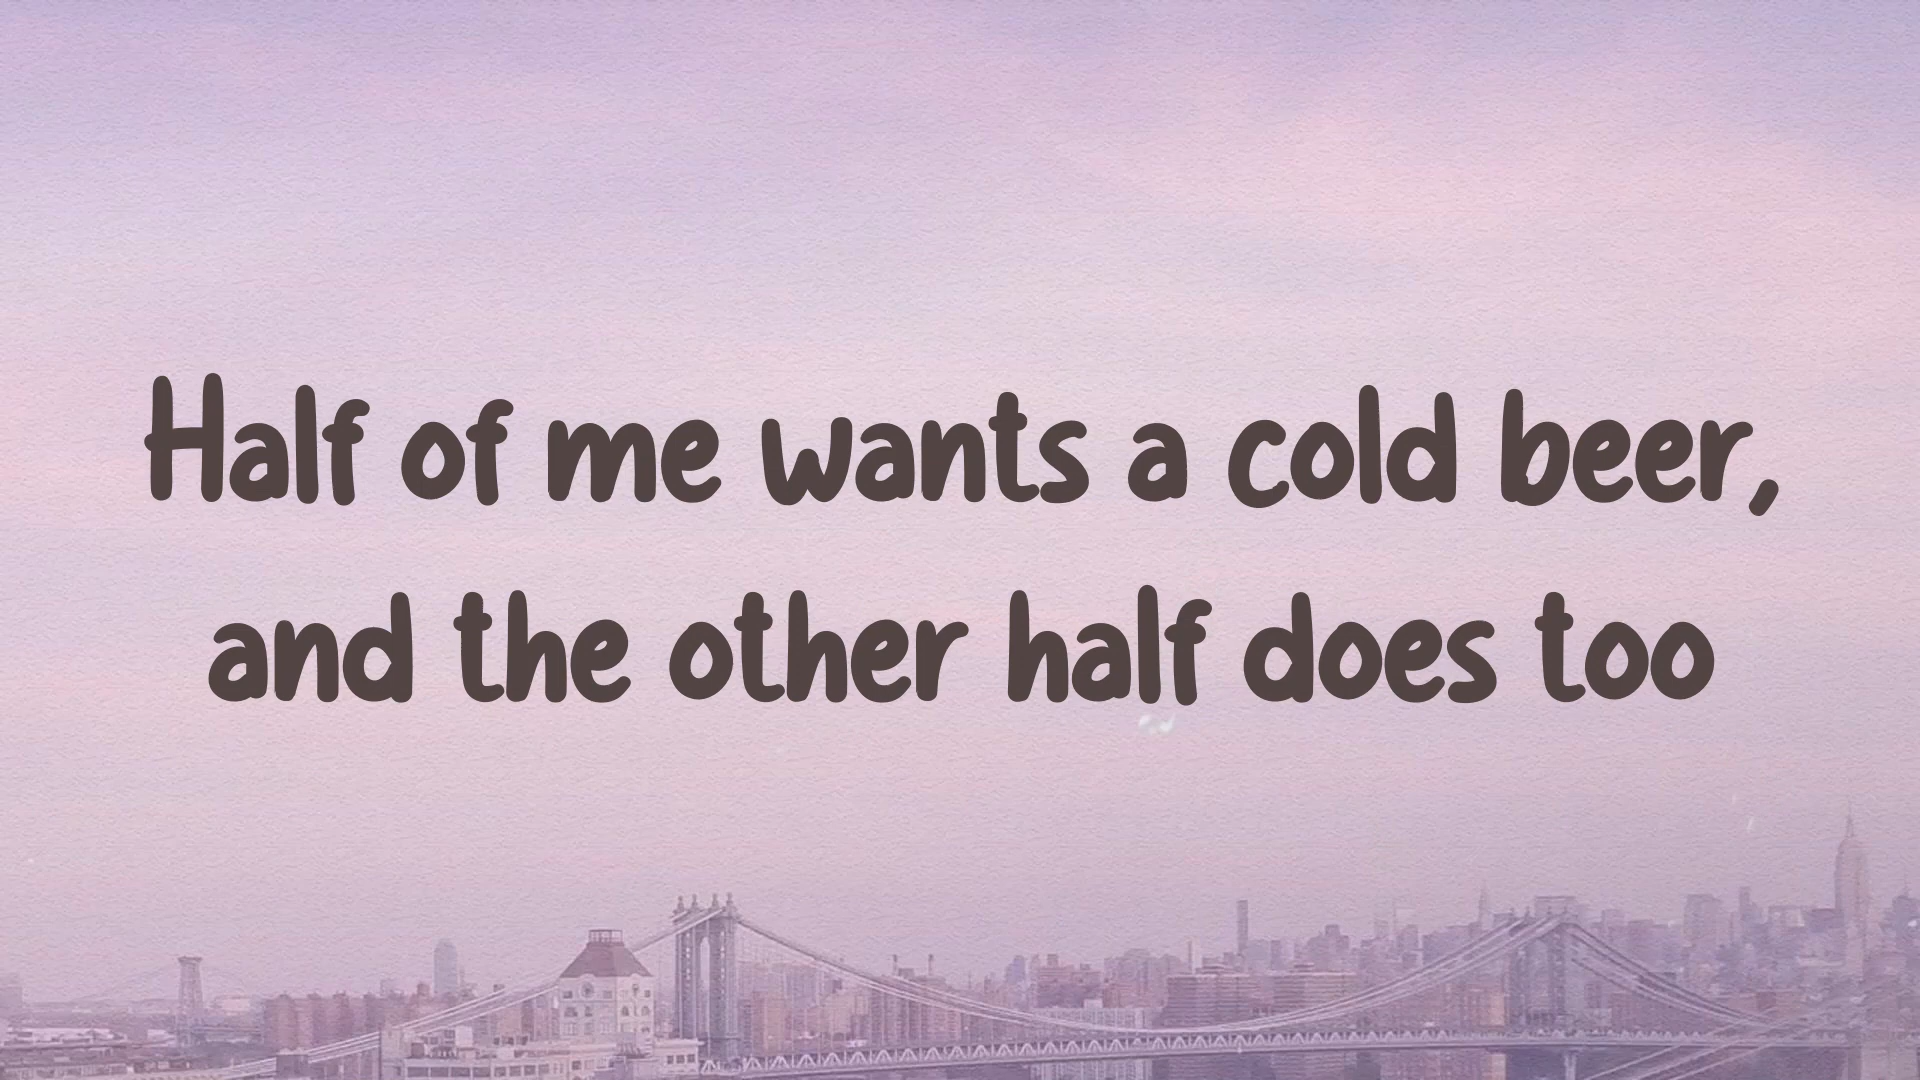 Half of me wants a cold beer,
and the other half does too